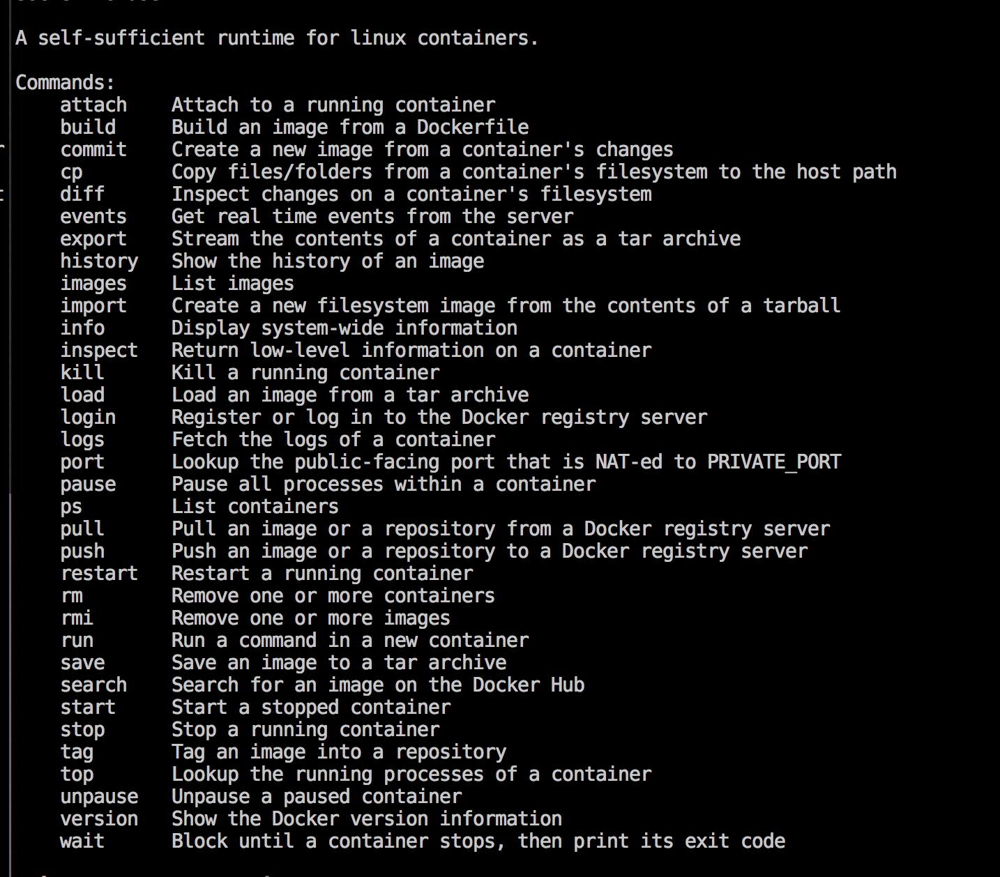 A self-sufficient runtime for linux containers.
Commands:
attach Attach to a running container
build Build an image from a Dockerfile
commit Create a new image from a container's changes
cp Copy files/folders from a container's filesystem to the host path
diff Inspect changes on a container's filesystem
events Get real time events from the server
export Stream the contents of a container as a tar archive
history Show the history of an image
images List images
import Create a new filesystem image from the contents of a tarball
info Display system-wide information
inspect Return low-level information on a container
kill Kill a running container
load Load an image from a tar archive
login Register or log in to the Docker registry server
logs Fetch the logs of a container
port Lookup the public-facing port that is NAT-ed to PRIVATE_PORT
pause Pause all processes within a container
ps List containers
pull Pull an image or a repository from a Docker registry server
push Push an image or a repository to a Docker registry server
restart Restart a running container
rm Remove one or more containers
rmi Remove one or more images
run Run a command in a new container
save Save an image to a tar archive
search Search for an image on the Docker Hub
start Start a stopped container
stop Stop a running container
tag Tag an image into a repository
top Lookup the running processes of a container
unpause Unpause a paused container
version Show the Docker version information
wait Block until a container stops, then print its exit code